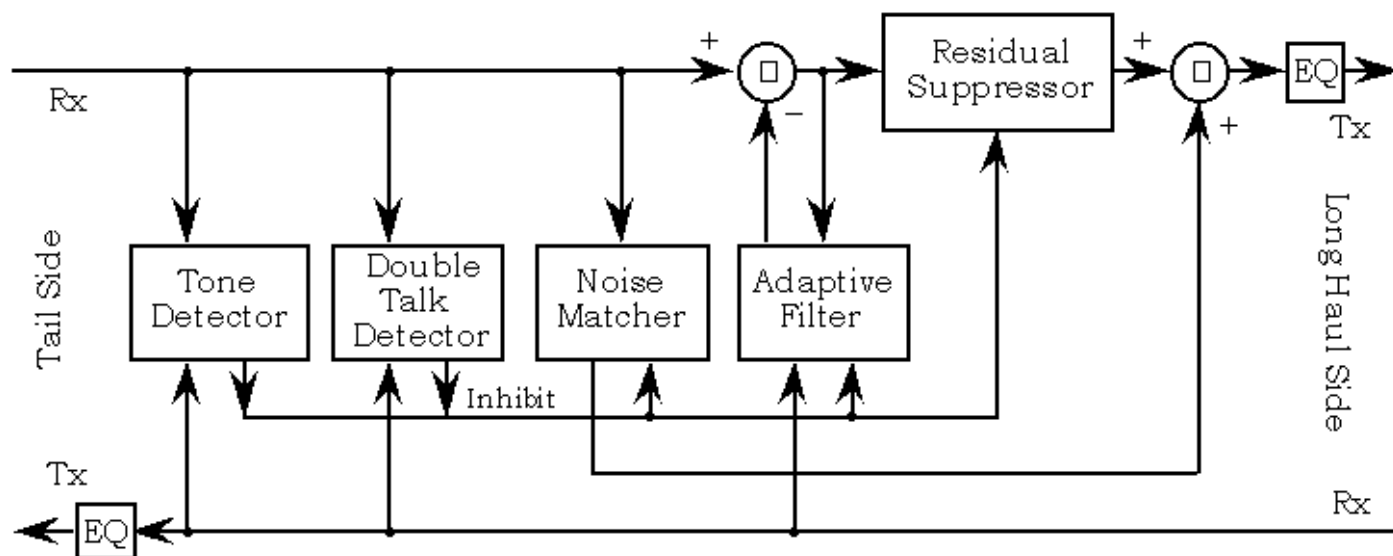 +
+
Residual
Suppressor
EQ
Rx
−
+
Tx
Tail Side
Long Haul Side
Tone
Detector
Double
Talk
Detector
Noise
Matcher
Adaptive
Filter
Inhibit
Tx
EQ
Rx